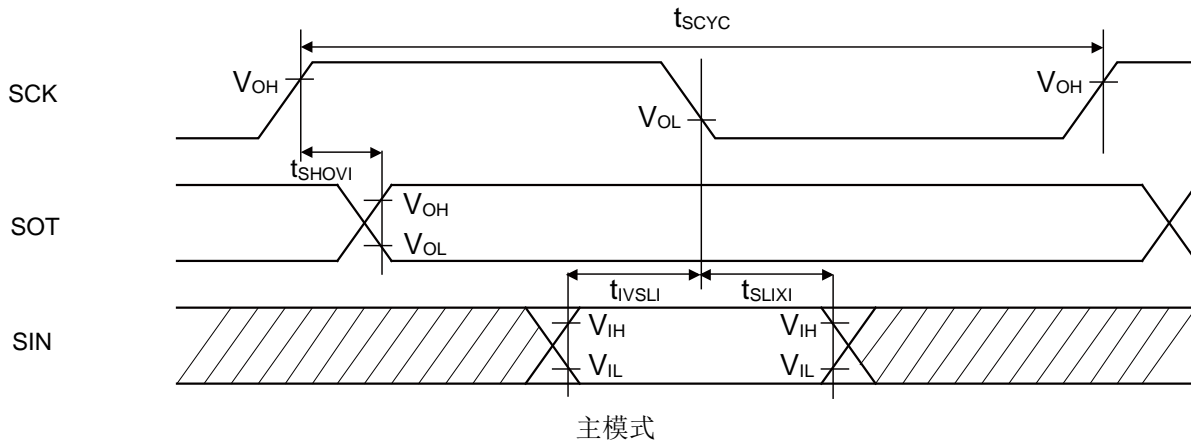 tSCYC
SCK
VOH
VOL
VOH
tSHOVI
SOT
VOH
VOL
tIVSLI
tSLIXI
SIN
VIH
VIH
VIL
VIL
主模式